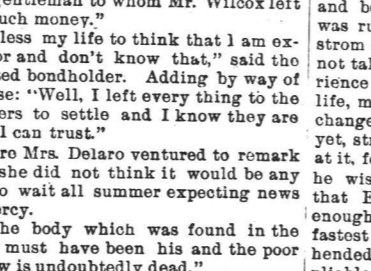 gentleman to whom Mr. Wilcox left
uch money."
less my life to think that I am ex-
or and don't know that," said the
ed bondholder. Adding by way of
se: "Well, I left every thing to the
ers to settle and I know they are
I can trust."
re Mrs. Delaro ventured to remark
she did not think it would be any
o wait all summer expecting news
ercy.
he body which was found in the
must have been his and the poor
w is undoubtedly dead."
and be
was ru
strom
not tal
rience
life, m
change
yet, str
at it, fo
he wis
that E
enough
fastest
hended